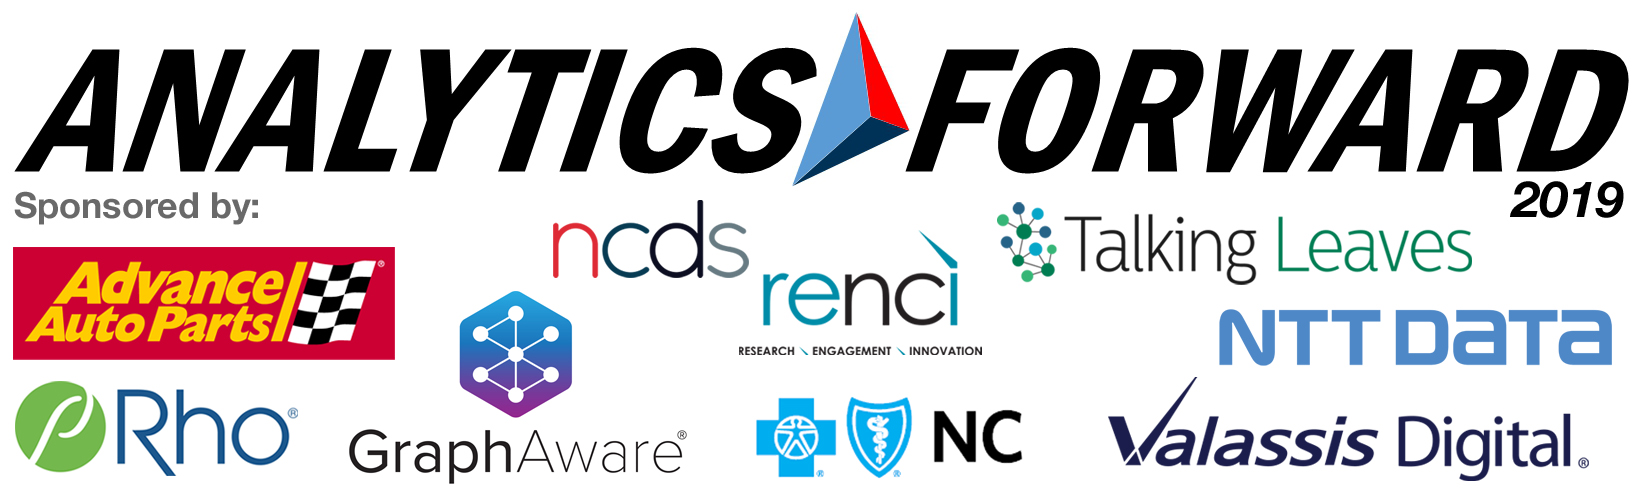 ANALYTICS FORWARD
2019
Sponsored by:
ncds
Talking Leaves
Advance
Auto Parts®
rencì
RESEARCH ENGAGEMENT INNOVATION
NTT DATA
Rho®
GraphAware®
® ® NC
Valassis Digital®